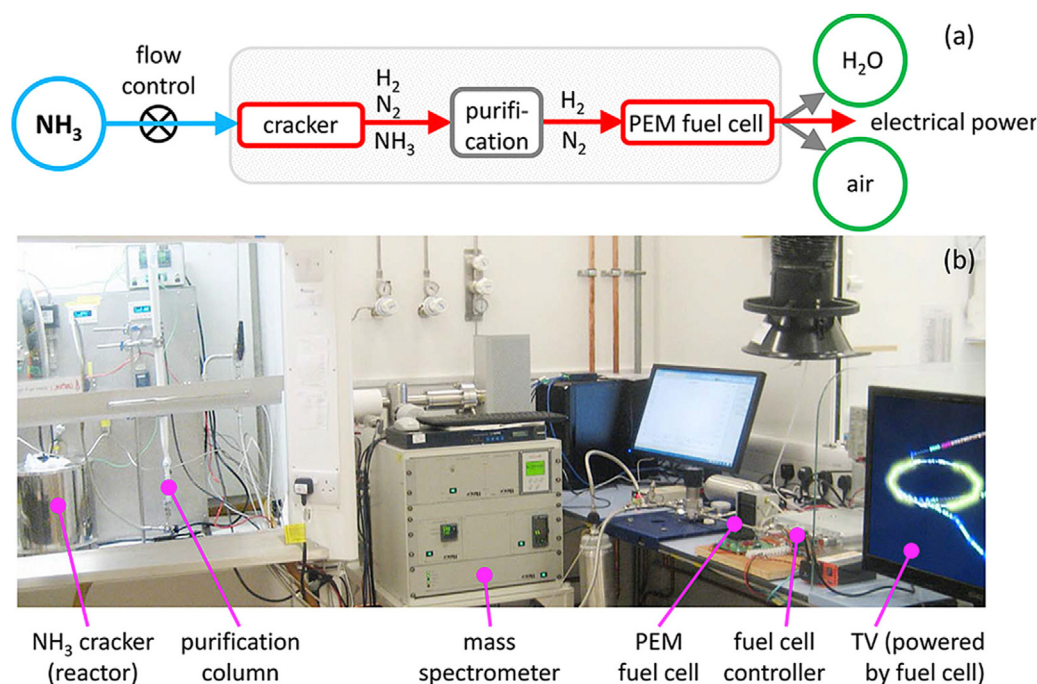 (a)
flow
control
NH₃
cracker
H₂
N₂
NH₃
purifi-
cation
H₂
N₂
PEM fuel cell
H₂O
electrical power
air
(b)
NH₃ cracker
(reactor)
purification
column
mass
spectrometer
PEM
fuel cell
fuel cell
controller
TV (powered
by fuel cell)